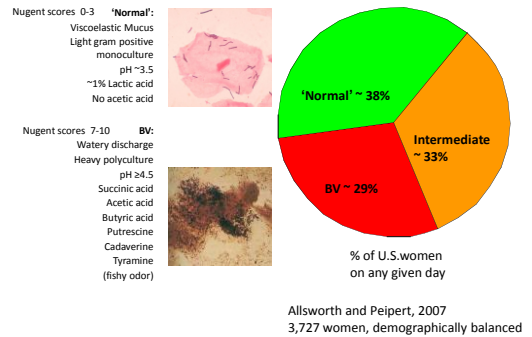 Nugent scores 0-3 'Normal':
Viscoelastic Mucus
Light gram positive
monoculture
pH ~3.5
~1% Lactic acid
No acetic acid
Nugent scores 7-10 BV:
Watery discharge
Heavy polyculture
pH ≥4.5
Succinic acid
Acetic acid
Butyric acid
Putrescine
Cadaverine
Tyramine
(fishy odor)
'Normal' ~ 38%
Intermediate
~ 33%
BV ~ 29%
% of U.S.women
on any given day
Allsworth and Peipert, 2007
3,727 women, demographically balanced